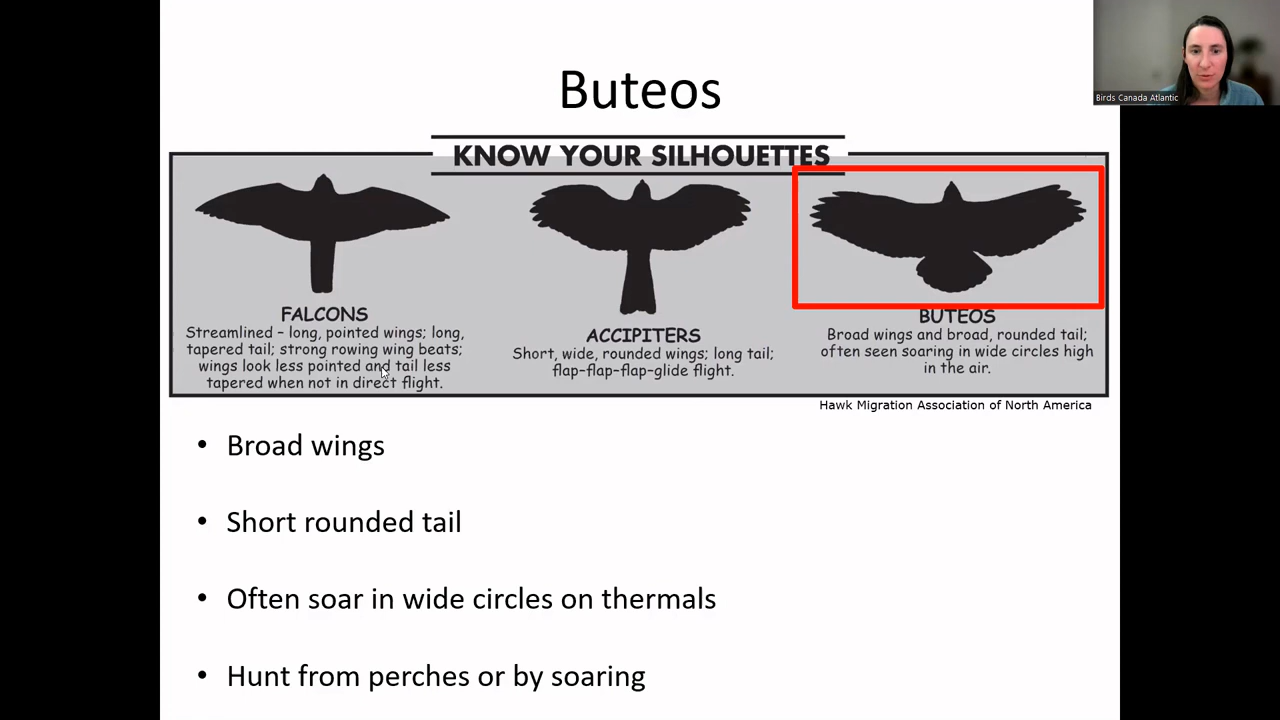 Buteos
Birds Canada Atlantic
KNOW YOUR SILHOUETTES
FALCONS
Streamlined – long, pointed wings; long,
tapered tail; strong rowing wing beats;
wings look less pointed and tail less
tapered when not in direct flight.
ACCIPITERS
Short, wide, rounded wings; long tail;
flap–flap–flap–glide flight.
BUTEOS
Broad wings and broad, rounded tail;
often seen soaring in wide circles high
in the air.
Hawk Migration Association of North America
• Broad wings
• Short rounded tail
• Often soar in wide circles on thermals
• Hunt from perches or by soaring